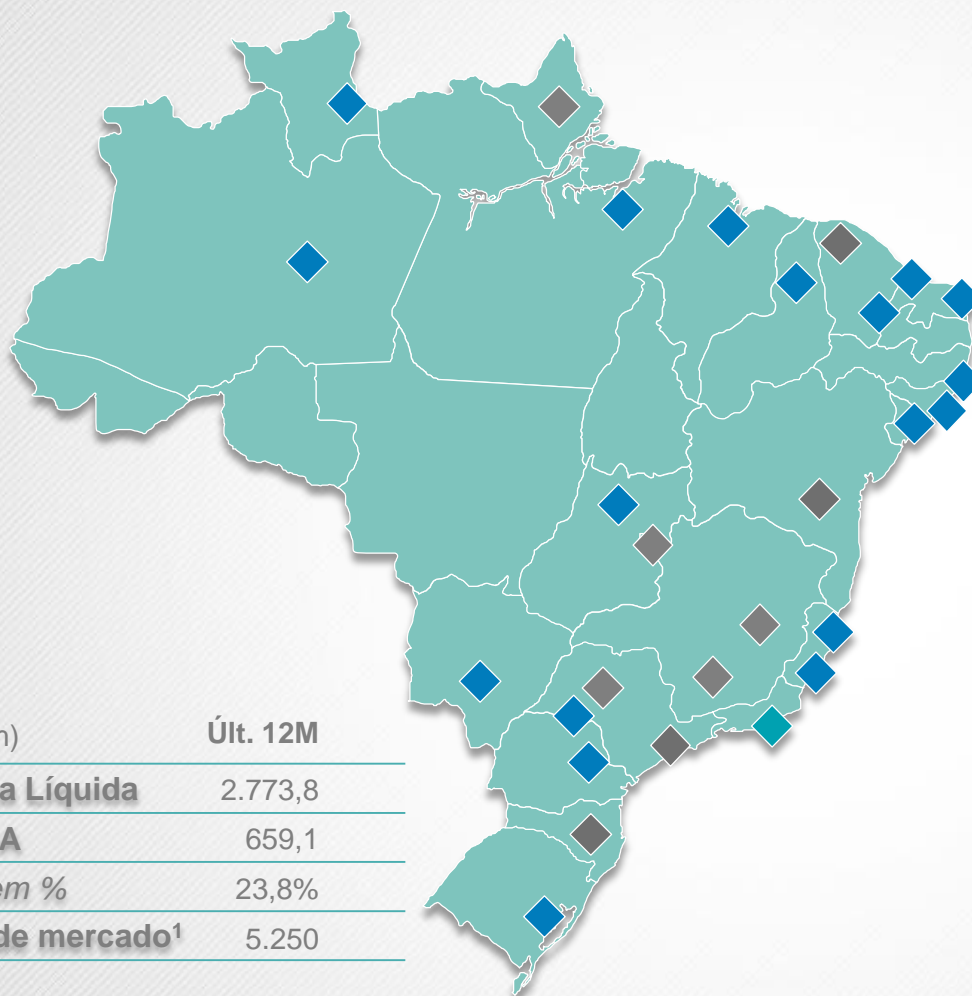 m) Últ. 12M
a Líquida 2.773,8
A 659,1
em % 23,8%
de mercado¹ 5.250